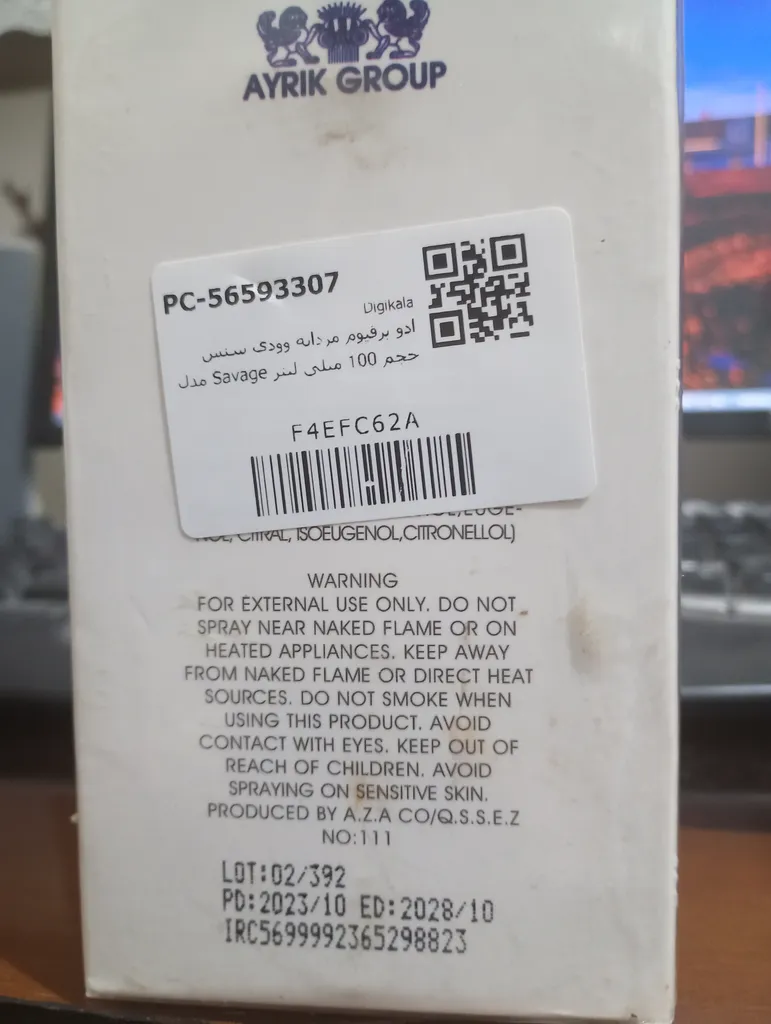 AYRIK GROUP
PC-56593307
Digikala
ادو پرفیوم مردانه وودی سنس
مدل Savage حجم 100 میلی لیتر
F4EFC62A
NOL, CITRAL, ISOEUGENOL,CITRONELLOL)
WARNING
FOR EXTERNAL USE ONLY. DO NOT
SPRAY NEAR NAKED FLAME OR ON
HEATED APPLIANCES. KEEP AWAY
FROM NAKED FLAME OR DIRECT HEAT
SOURCES. DO NOT SMOKE WHEN
USING THIS PRODUCT. AVOID
CONTACT WITH EYES. KEEP OUT OF
REACH OF CHILDREN. AVOID
SPRAYING ON SENSITIVE SKIN.
PRODUCED BY A.Z.A CO/Q.S.S.E.Z
NO:111
LOT:02/392
PD:2023/10 ED:2028/10
IRC5699992365298823